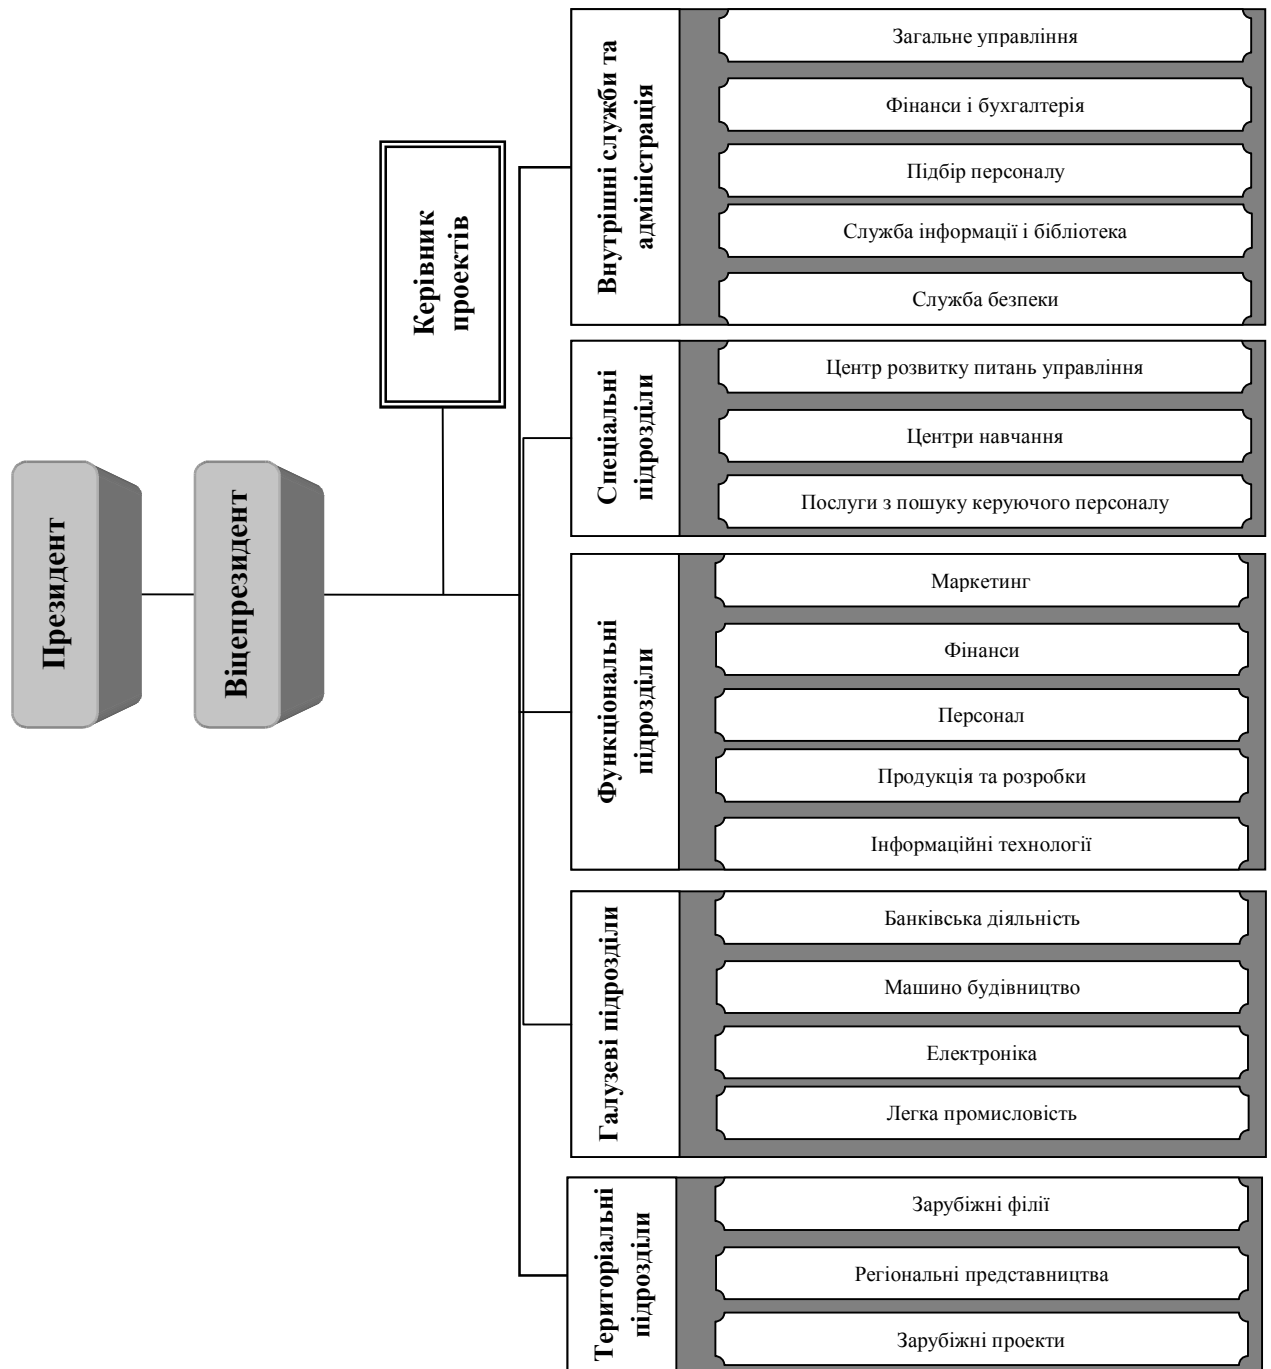 Президент
Віцепрезидент
Керівник
проектів
Внутрішні служби та
адміністрація
Загальне управління
Фінанси і бухгалтерія
Підбір персоналу
Служба інформації і бібліотека
Служба безпеки
Спеціальні
підрозділи
Центр розвитку питань управління
Центри навчання
Послуги з пошуку керуючого персоналу
Функціональні
підрозділи
Маркетинг
Фінанси
Персонал
Продукція та розробки
Інформаційні технології
Галузеві підрозділи
Банківська діяльність
Машино будівництво
Електроніка
Легка промисловість
Територіальні
підрозділи
Зарубіжні філії
Регіональні представництва
Зарубіжні проекти